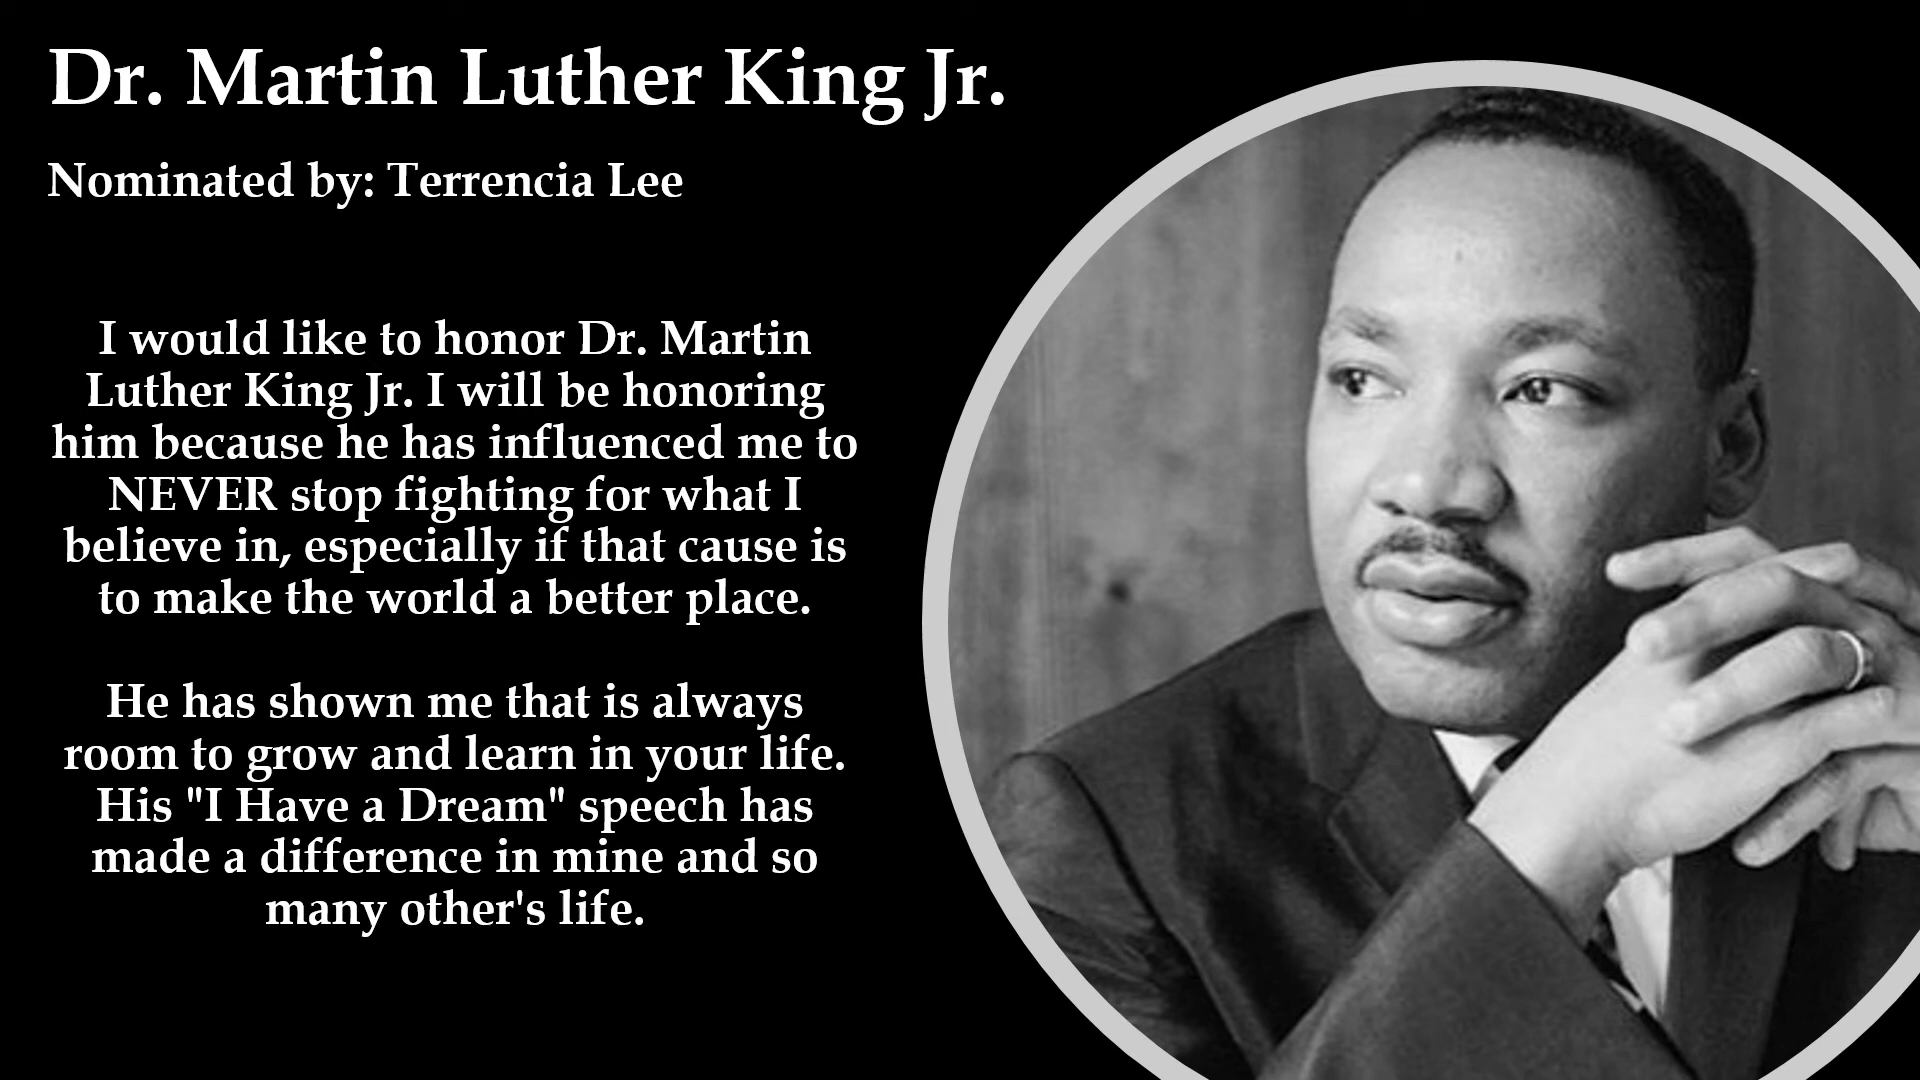 Dr. Martin Luther King Jr.
Nominated by: Terrencia Lee
I would like to honor Dr. Martin
Luther King Jr. I will be honoring
him because he has influenced me to
NEVER stop fighting for what I
believe in, especially if that cause is
to make the world a better place.
He has shown me that is always
room to grow and learn in your life.
His "I Have a Dream" speech has
made a difference in mine and so
many other's life.